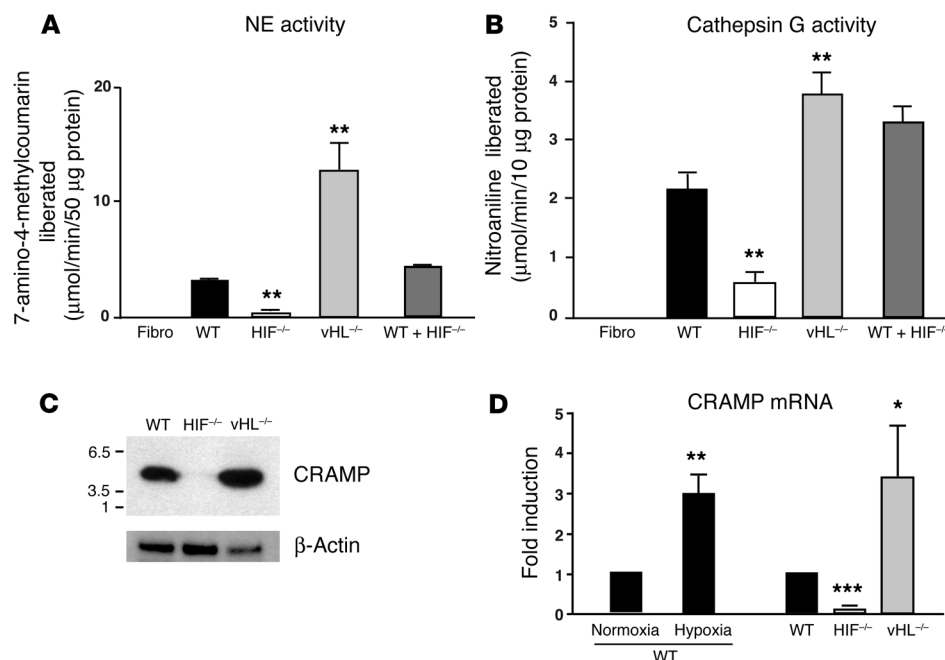 A
NE activity
7-amino-4-methylcoumarin
liberated
(μmol/min/50 μg protein)
20
10
0
**
**
Fibro WT HIF–/– vHL–/– WT + HIF–/–
B
Cathepsin G activity
Nitroaniline liberated
(μmol/min/10 μg protein)
5
4
3
2
1
0
**
**
Fibro WT HIF–/– vHL–/– WT + HIF–/–
C
WT HIF–/– vHL–/–
6.5
3.5
1
CRAMP
β-Actin
D
CRAMP mRNA
Fold induction
5
4
3
2
1
0
**
***
*
Normoxia Hypoxia WT HIF–/– vHL–/–
WT